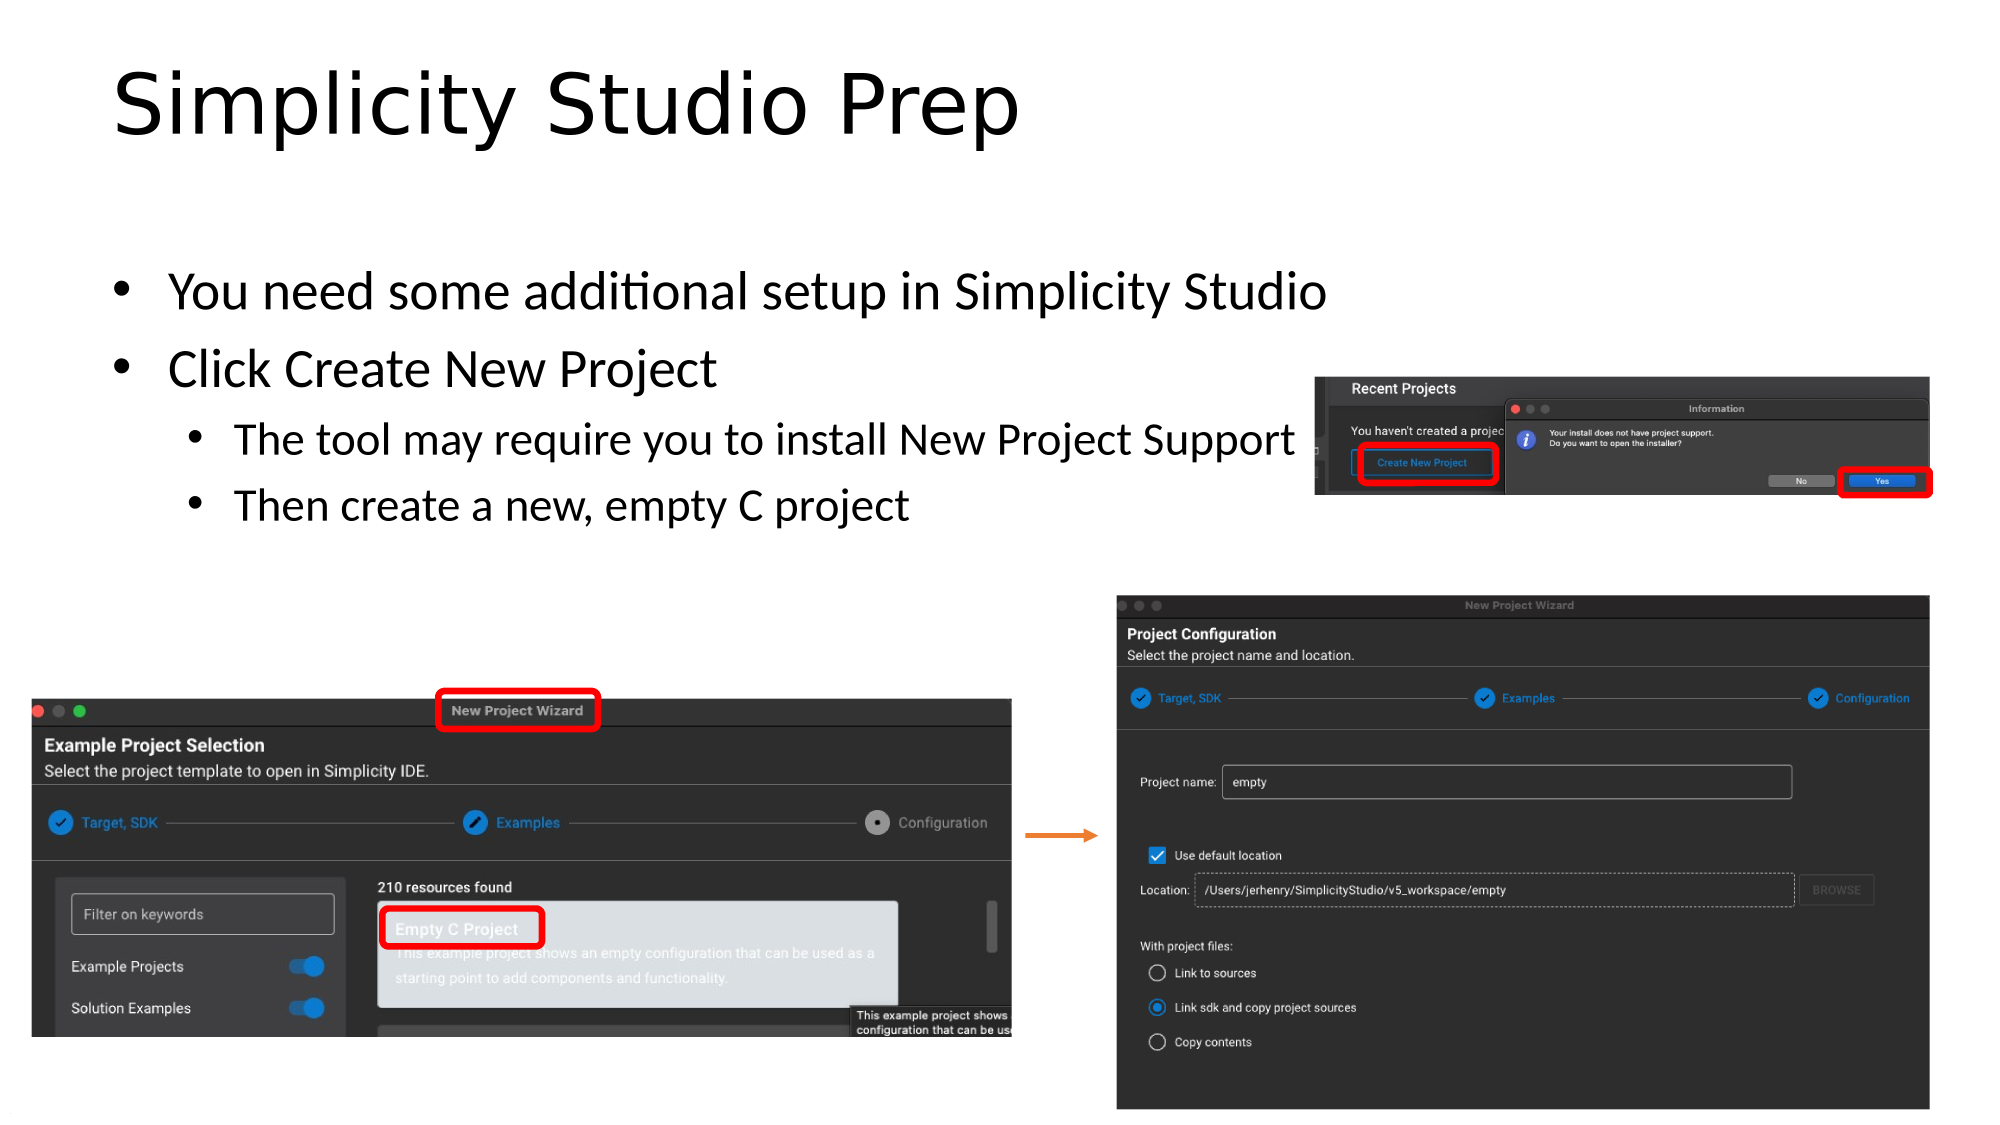 Simplicity Studio Prep
• You need some additional setup in Simplicity Studio
• Click Create New Project
• The tool may require you to install New Project Support
• Then create a new, empty C project
Recent Projects
You haven't created a projec
Create New Project
Information
Your install does not have project support.
Do you want to open the installer?
No
Yes
New Project Wizard
Example Project Selection
Select the project template to open in Simplicity IDE.
Target, SDK
Examples
Configuration
Filter on keywords
Example Projects
Solution Examples
210 resources found
Empty C Project
This example project shows an empty configuration that can be used as a
starting point to add components and functionality.
This example project shows
configuration that can be us
New Project Wizard
Project Configuration
Select the project name and location.
Target, SDK
Examples
Configuration
Project name: empty
Use default location
Location: /Users/jerhenry/SimplicityStudio/v5_workspace/empty
BROWSE
With project files:
Link to sources
Link sdk and copy project sources
Copy contents